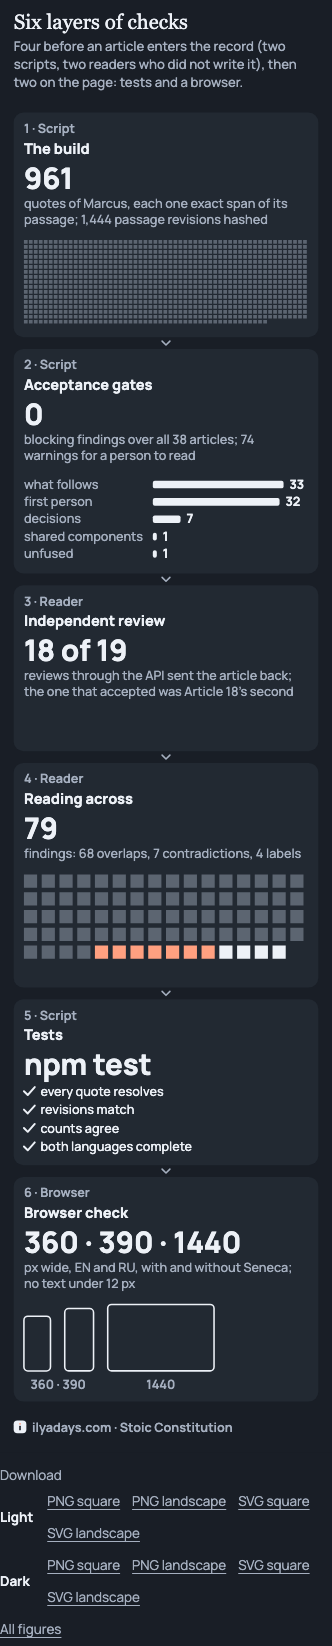 Six layers of checks
Four before an article enters the record (two
scripts, two readers who did not write it), then
two on the page: tests and a browser.
1 · Script
The build
961
quotes of Marcus, each one exact span of its
passage; 1,444 passage revisions hashed
2 · Script
Acceptance gates
0
blocking findings over all 38 articles; 74
warnings for a person to read
what follows 33
first person 32
decisions 7
shared components 1
unfused 1
3 · Reader
Independent review
18 of 19
reviews through the API sent the article back;
the one that accepted was Article 18's second
4 · Reader
Reading across
79
findings: 68 overlaps, 7 contradictions, 4 labels
5 · Script
Tests
npm test
every quote resolves
revisions match
counts agree
both languages complete
6 · Browser
Browser check
360 · 390 · 1440
px wide, EN and RU, with and without Seneca;
no text under 12 px
360 · 390 1440
ilyadays.com · Stoic Constitution
Download
Light PNG square PNG landscape SVG square
SVG landscape
Dark PNG square PNG landscape SVG square
SVG landscape
All figures